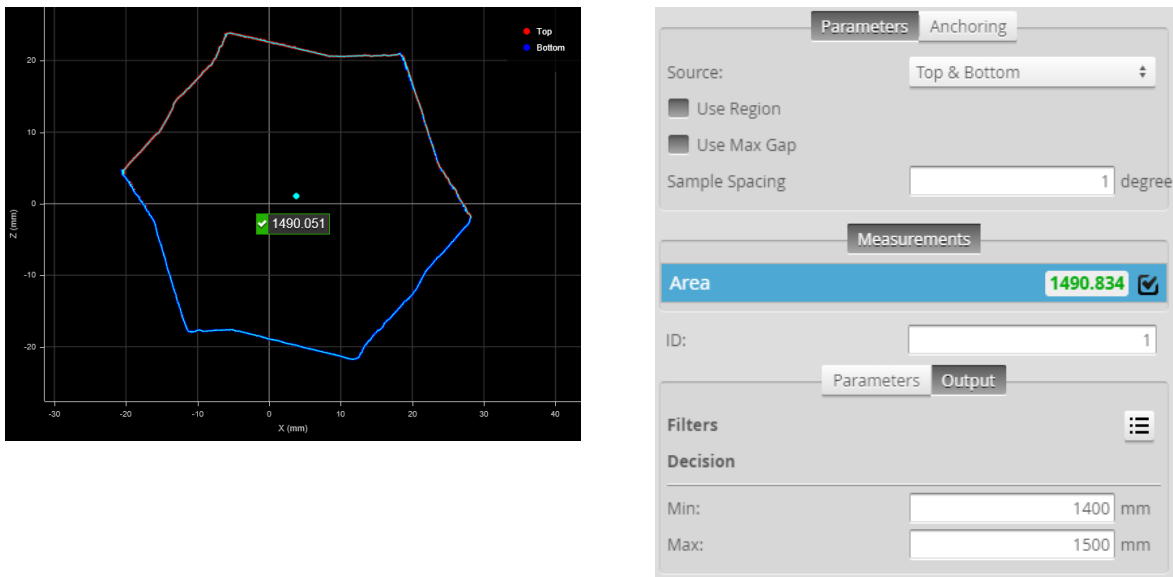 Top
Bottom
20
10
0
-10
-20
Z (mm)
1490.051
-30
-20
-10
0
10
20
30
40
X (mm)
Parameters Anchoring
Source: Top & Bottom
Use Region
Use Max Gap
Sample Spacing 1 degree
Measurements
Area 1490.834
ID: 1
Parameters Output
Filters
Decision
Min: 1400 mm
Max: 1500 mm